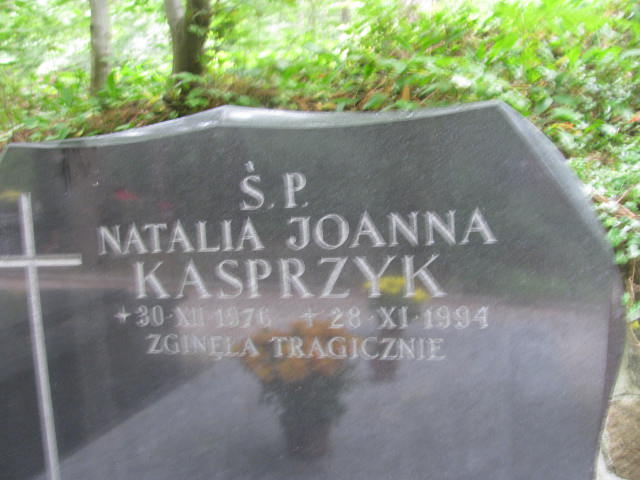 Ś. P.
NATALIA JOANNA
KASPRZYK
*30·XII·1976 +28·XI·1994
ZGINĘŁA TRAGICZNIE